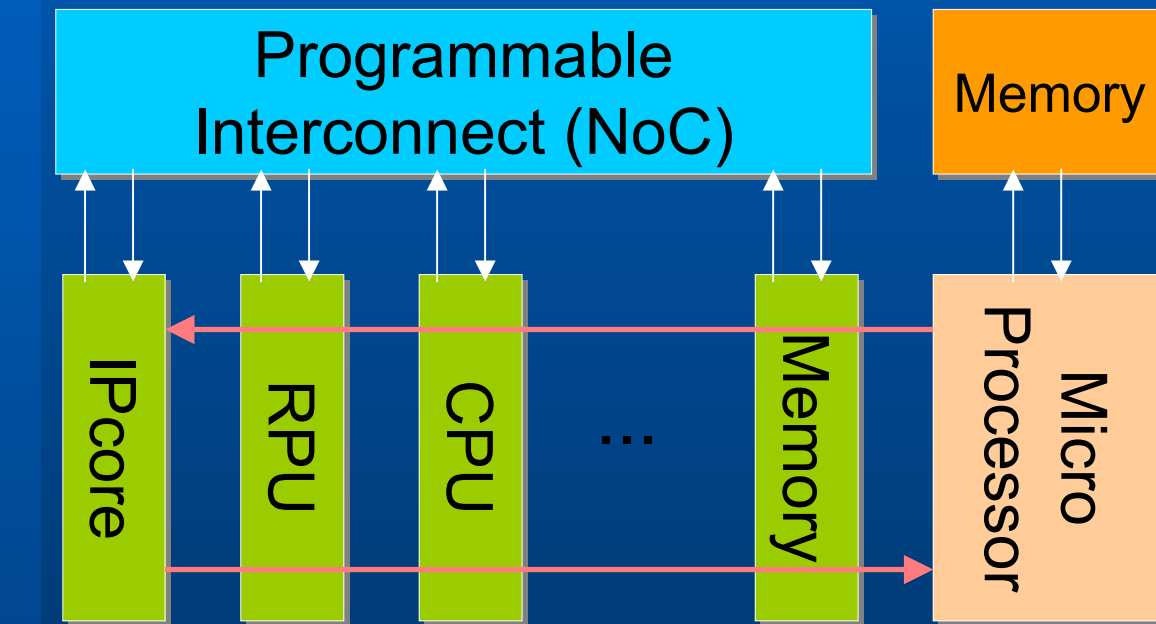 Programmable
Interconnect (NoC)
Memory
IPcore
RPU
CPU
...
Memory
Micro
Processor